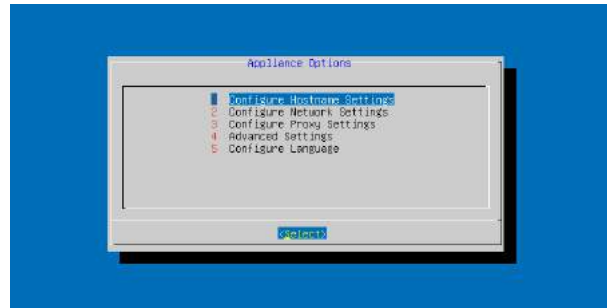 Appliance Options
1 Configure Hostname Settings
2 Configure Network Settings
3 Configure Proxy Settings
4 Advanced Settings
5 Configure Language
<Select>